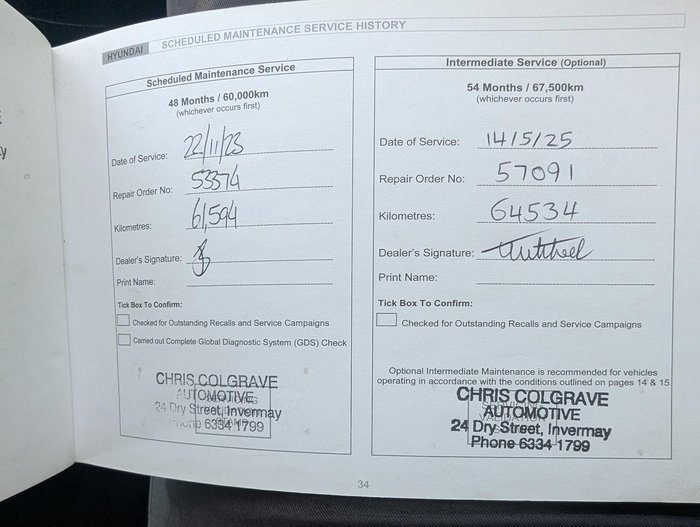 HYUNDAI SCHEDULED MAINTENANCE SERVICE HISTORY
Scheduled Maintenance Service
48 Months / 60,000km
(whichever occurs first)
Date of Service: 22/11/23
Repair Order No: 53374
Kilometres: 61,594
Dealer's Signature:
Print Name:
Tick Box To Confirm:
Checked for Outstanding Recalls and Service Campaigns
Carried out Complete Global Diagnostic System (GDS) Check
CHRIS COLGRAVE
AUTOMOTIVE
24 Dry Street, Invermay
Phone 6334 1799
Intermediate Service (Optional)
54 Months / 67,500km
(whichever occurs first)
Date of Service: 14/5/25
Repair Order No: 57091
Kilometres: 64534
Dealer's Signature:
Print Name:
Tick Box To Confirm:
Checked for Outstanding Recalls and Service Campaigns
Optional Intermediate Maintenance is recommended for vehicles
operating in accordance with the conditions outlined on pages 14 & 15
CHRIS COLGRAVE
AUTOMOTIVE
24 Dry Street, Invermay
Phone 6334 1799
34